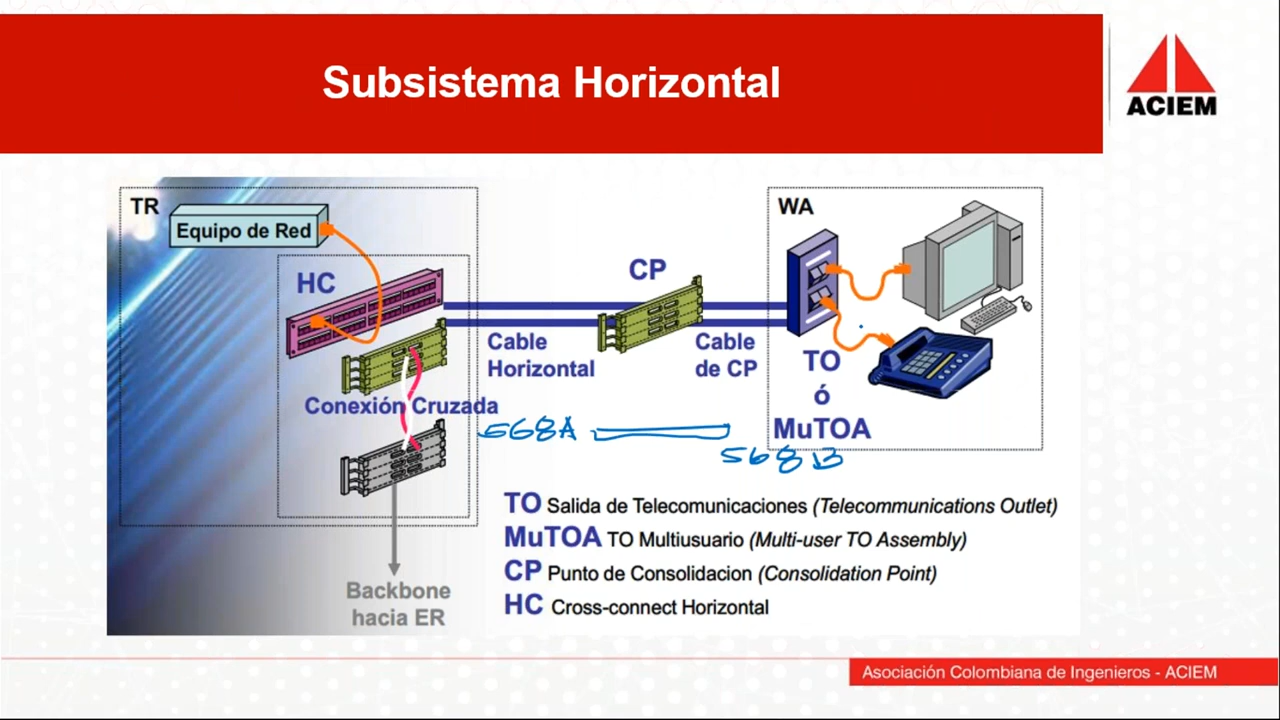 Subsistema Horizontal
ACIEM
TR
Equipo de Red
HC
CP
WA
Cable
Horizontal
Cable
de CP
TO
ó
MuTOA
Conexión Cruzada
568A
568B
Backbone
hacia ER
TO Salida de Telecomunicaciones (Telecommunications Outlet)
MuTOA TO Multiusuario (Multi-user TO Assembly)
CP Punto de Consolidacion (Consolidation Point)
HC Cross-connect Horizontal
Asociación Colombiana de Ingenieros - ACIEM